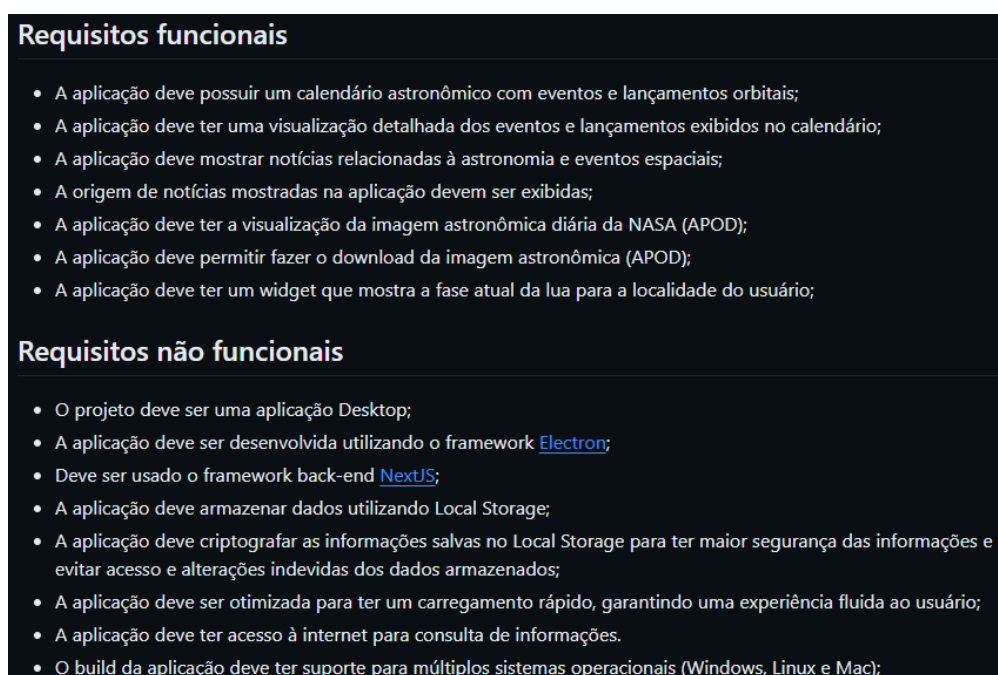 Requisitos funcionais
• A aplicação deve possuir um calendário astronômico com eventos e lançamentos orbitais;
• A aplicação deve ter uma visualização detalhada dos eventos e lançamentos exibidos no calendário;
• A aplicação deve mostrar notícias relacionadas à astronomia e eventos espaciais;
• A origem de notícias mostradas na aplicação devem ser exibidas;
• A aplicação deve ter a visualização da imagem astronômica diária da NASA (APOD);
• A aplicação deve permitir fazer o download da imagem astronômica (APOD);
• A aplicação deve ter um widget que mostra a fase atual da lua para a localidade do usuário;
Requisitos não funcionais
• O projeto deve ser uma aplicação Desktop;
• A aplicação deve ser desenvolvida utilizando o framework Electron;
• Deve ser usado o framework back-end NextJS;
• A aplicação deve armazenar dados utilizando Local Storage;
• A aplicação deve criptografar as informações salvas no Local Storage para ter maior segurança das informações e
evitar acesso e alterações indevidas dos dados armazenados;
• A aplicação deve ser otimizada para ter um carregamento rápido, garantindo uma experiência fluida ao usuário;
• A aplicação deve ter acesso à internet para consulta de informações.
• O build da aplicação deve ter suporte para múltiplos sistemas operacionais (Windows, Linux e Mac);